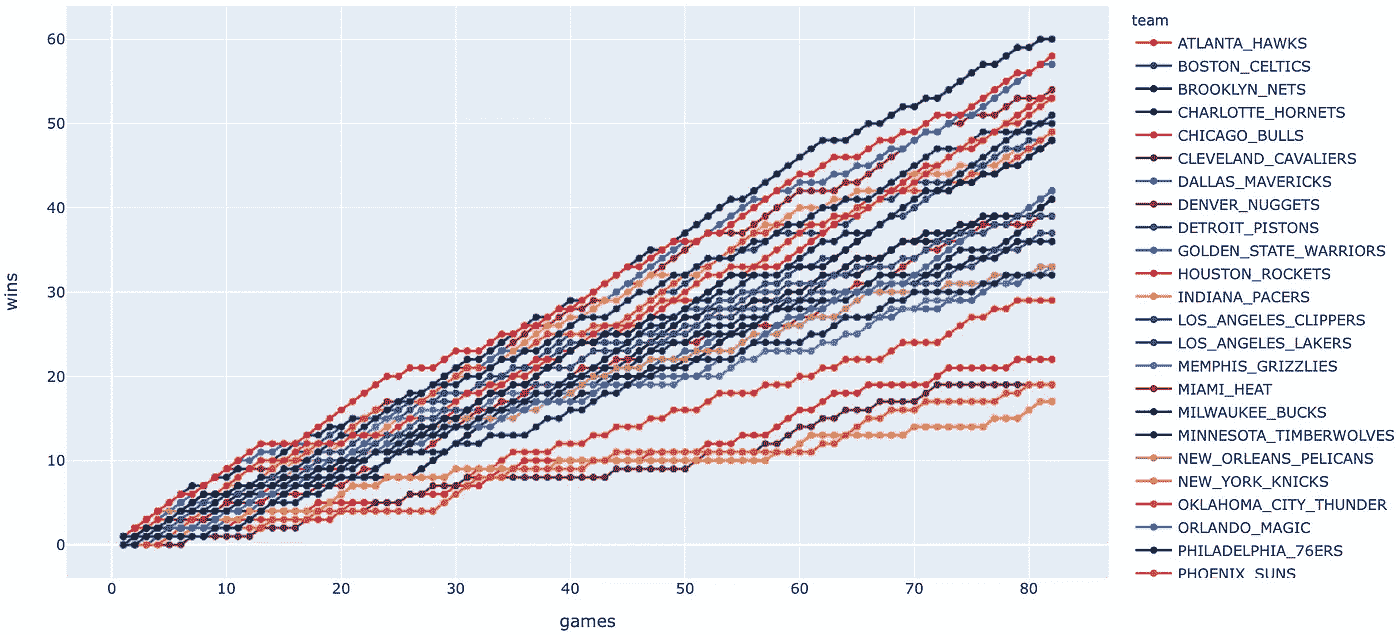 team
ATLANTA_HAWKS
BOSTON_CELTICS
BROOKLYN_NETS
CHARLOTTE_HORNETS
CHICAGO_BULLS
CLEVELAND_CAVALIERS
DALLAS_MAVERICKS
DENVER_NUGGETS
DETROIT_PISTONS
GOLDEN_STATE_WARRIORS
HOUSTON_ROCKETS
INDIANA_PACERS
LOS_ANGELES_CLIPPERS
LOS_ANGELES_LAKERS
MEMPHIS_GRIZZLIES
MIAMI_HEAT
MILWAUKEE_BUCKS
MINNESOTA_TIMBERWOLVES
NEW_ORLEANS_PELICANS
NEW_YORK_KNICKS
OKLAHOMA_CITY_THUNDER
ORLANDO_MAGIC
PHILADELPHIA_76ERS
PHOENIX_SUNS
60
50
40
30
20
10
0
wins
0 10 20 30 40 50 60 70 80
games